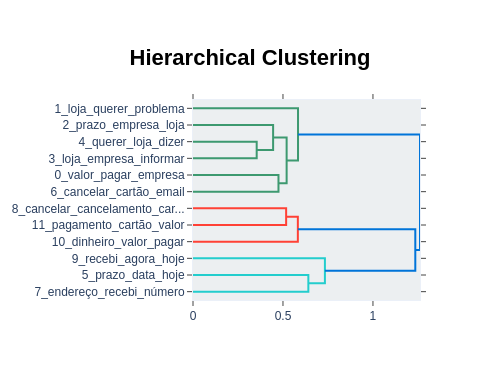 Hierarchical Clustering
1_loja_querer_problema
2_prazo_empresa_loja
4_querer_loja_dizer
3_loja_empresa_informar
0_valor_pagar_empresa
6_cancelar_cartão_email
8_cancelar_cancelamento_car...
11_pagamento_cartão_valor
10_dinheiro_valor_pagar
9_recebi_agora_hoje
5_prazo_data_hoje
7_endereço_recebi_número
0 0.5 1